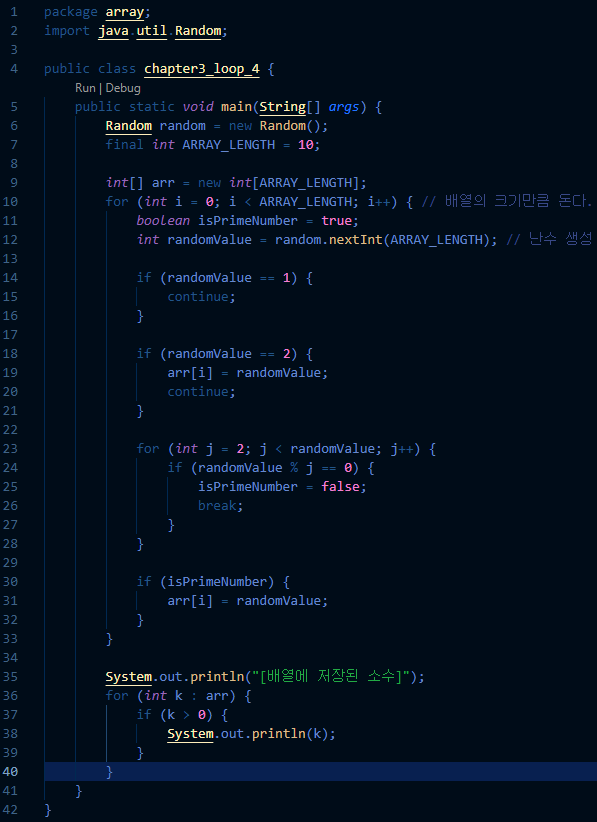 1 package array;
2 import java.util.Random;
3
4 public class chapter3_loop_4 {
Run | Debug
5 public static void main(String[] args) {
6 Random random = new Random();
7 final int ARRAY_LENGTH = 10;
8
9 int[] arr = new int[ARRAY_LENGTH];
10 for (int i = 0; i < ARRAY_LENGTH; i++) { // 배열의 크기만큼 돈다.
11 boolean isPrimeNumber = true;
12 int randomValue = random.nextInt(ARRAY_LENGTH); // 난수 생성
13
14 if (randomValue == 1) {
15 continue;
16 }
17
18 if (randomValue == 2) {
19 arr[i] = randomValue;
20 continue;
21 }
22
23 for (int j = 2; j < randomValue; j++) {
24 if (randomValue % j == 0) {
25 isPrimeNumber = false;
26 break;
27 }
28 }
29
30 if (isPrimeNumber) {
31 arr[i] = randomValue;
32 }
33 }
34
35 System.out.println("[배열에 저장된 소수]");
36 for (int k : arr) {
37 if (k > 0) {
38 System.out.println(k);
39 }
40 }
41 }
42 }